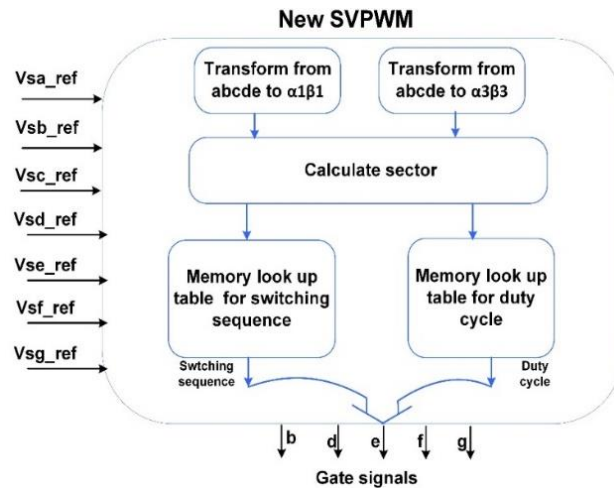 New SVPWM
Vsa_ref
Vsb_ref
Vsc_ref
Vsd_ref
Vse_ref
Vsf_ref
Vsg_ref
Transform from
abcde to α1β1
Transform from
abcde to α3β3
Calculate sector
Memory look up
table for switching
sequence
Memory look up
table for duty
cycle
Swtching
sequence
Duty
cycle
b d e f g
Gate signals